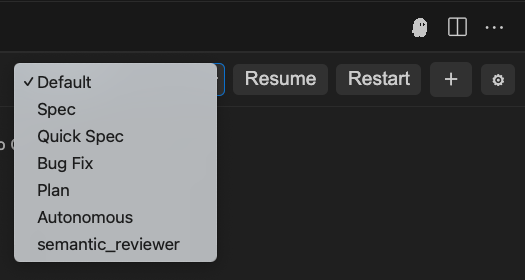 ✓ Default
Resume
Restart
+
Spec
Quick Spec
Bug Fix
Plan
Autonomous
semantic_reviewer